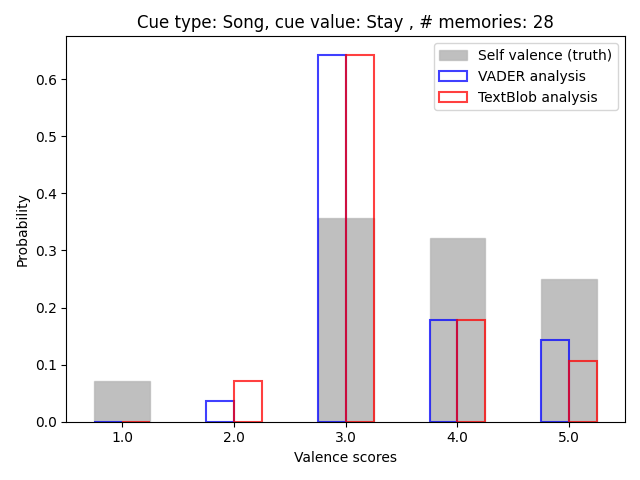 Cue type: Song, cue value: Stay , # memories: 28
Self valence (truth)
VADER analysis
TextBlob analysis
Probability
0.6
0.5
0.4
0.3
0.2
0.1
0.0
1.0 2.0 3.0 4.0 5.0
Valence scores